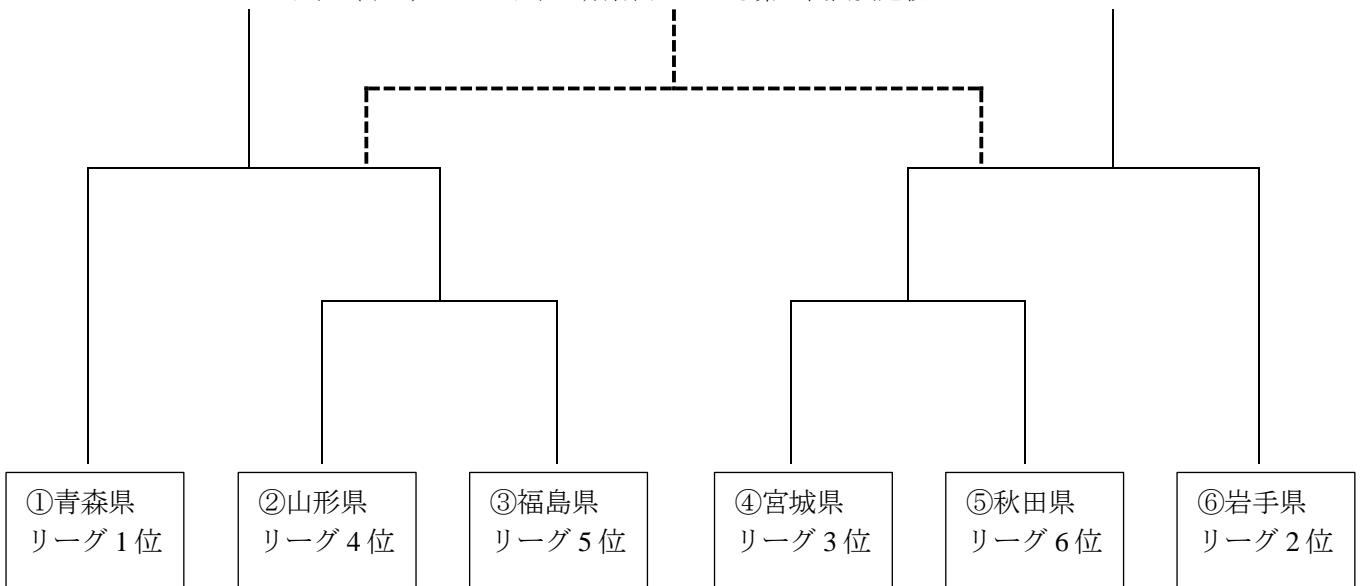 ①青森県
リーグ 1 位
②山形県
リーグ 4 位
③福島県
リーグ 5 位
④宮城県
リーグ 3 位
⑤秋田県
リーグ 6 位
⑥岩手県
リーグ 2 位